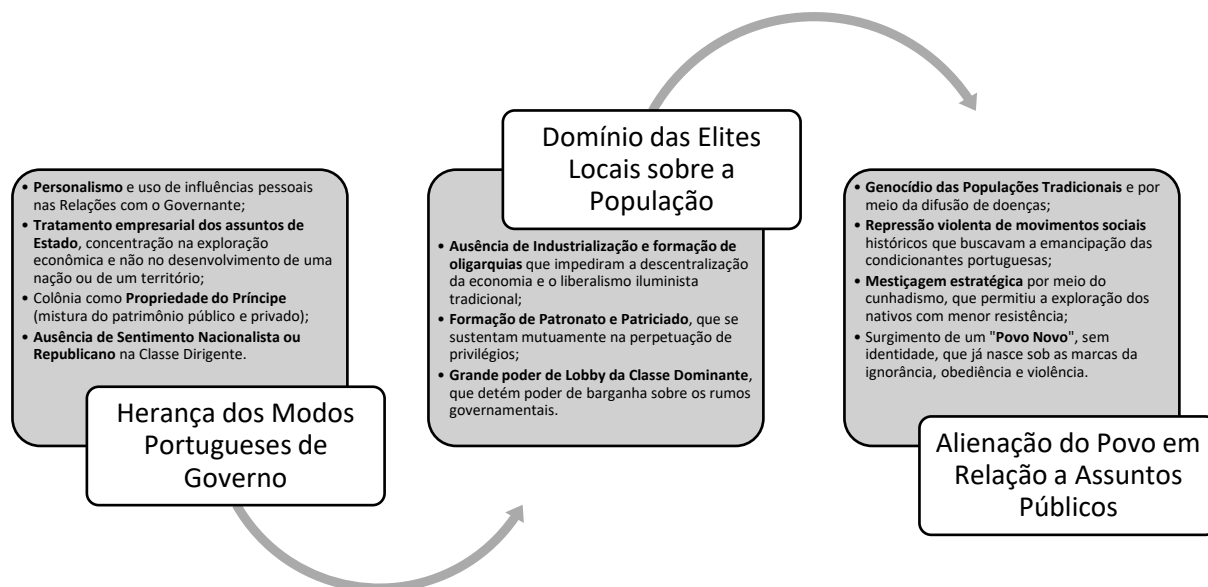 • Personalismo e uso de influências pessoais
nas Relações com o Governante;
• Tratamento empresarial dos assuntos de
Estado, concentração na exploração
econômica e não no desenvolvimento de uma
nação ou de um território;
• Colônia como Propriedade do Príncipe
(mistura do patrimônio público e privado);
• Ausência de Sentimento Nacionalista ou
Republicano na Classe Dirigente.
Herança dos Modos
Portugueses de
Governo
Domínio das Elites
Locais sobre a
População
• Ausência de Industrialização e formação de
oligarquias que impediram a descentralização
da economia e o liberalismo iluminista
tradicional;
• Formação de Patronato e Patriciado, que se
sustentam mutuamente na perpetuação de
privilégios;
• Grande poder de Lobby da Classe Dominante,
que detém poder de barganha sobre os rumos
governamentais.
• Genocídio das Populações Tradicionais e por
meio da difusão de doenças;
• Repressão violenta de movimentos sociais
históricos que buscavam a emancipação das
condicionantes portuguesas;
• Mestiçagem estratégica por meio do
cunhadismo, que permitiu a exploração dos
nativos com menor resistência;
• Surgimento de um "Povo Novo", sem
identidade, que já nasce sob as marcas da
ignorância, obediência e violência.
Alienação do Povo em
Relação a Assuntos
Públicos